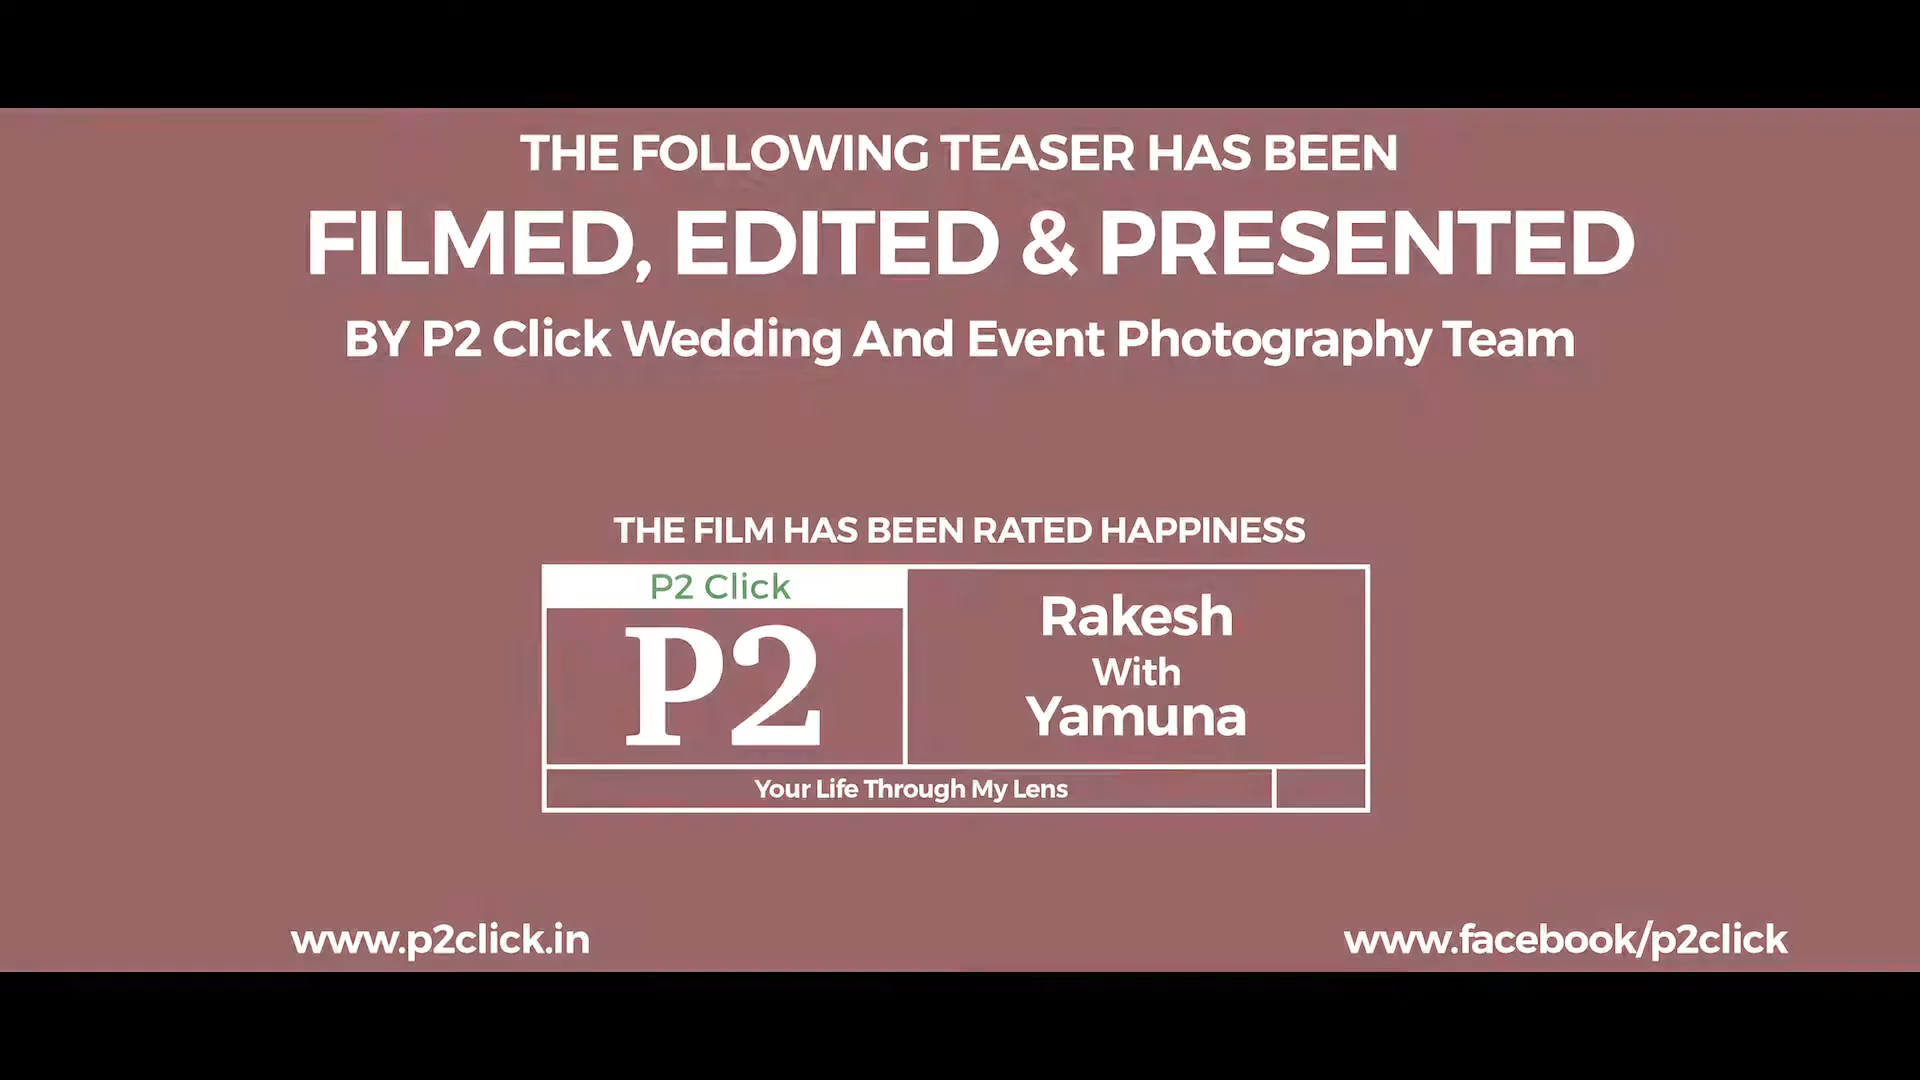 THE FOLLOWING TEASER HAS BEEN
FILMED, EDITED & PRESENTED
BY P2 Click Wedding And Event Photography Team
THE FILM HAS BEEN RATED HAPPINESS
P2 Click
P2
Rakesh
With
Yamuna
Your Life Through My Lens
www.p2click.in
www.facebook/p2click